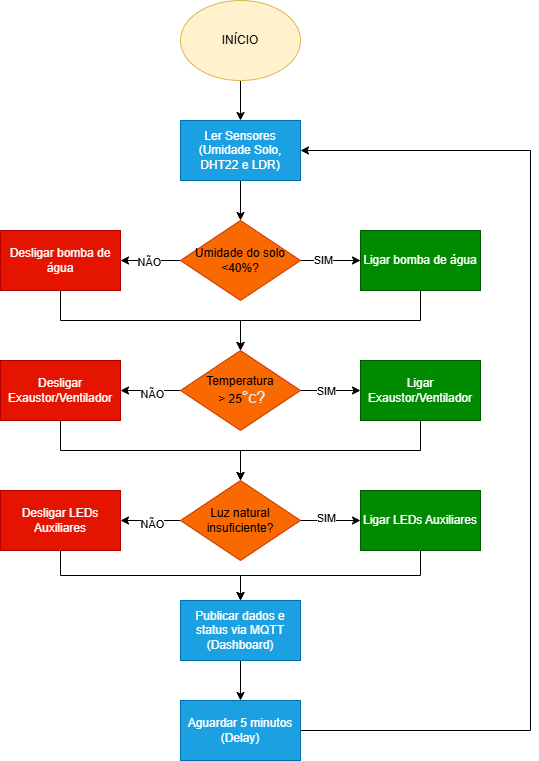 INÍCIO
Ler Sensores
(Umidade Solo,
DHT22 e LDR)
Umidade do solo
<40%?
NÃO
SIM
Desligar bomba de
água
Ligar bomba de água
Temperatura
> 25°C?
NÃO
SIM
Desligar
Exaustor/Ventilador
Ligar
Exaustor/Ventilador
Luz natural
insuficiente?
NÃO
SIM
Desligar LEDs
Auxiliares
Ligar LEDs Auxiliares
Publicar dados e
status via MQTT
(Dashboard)
Aguardar 5 minutos
(Delay)